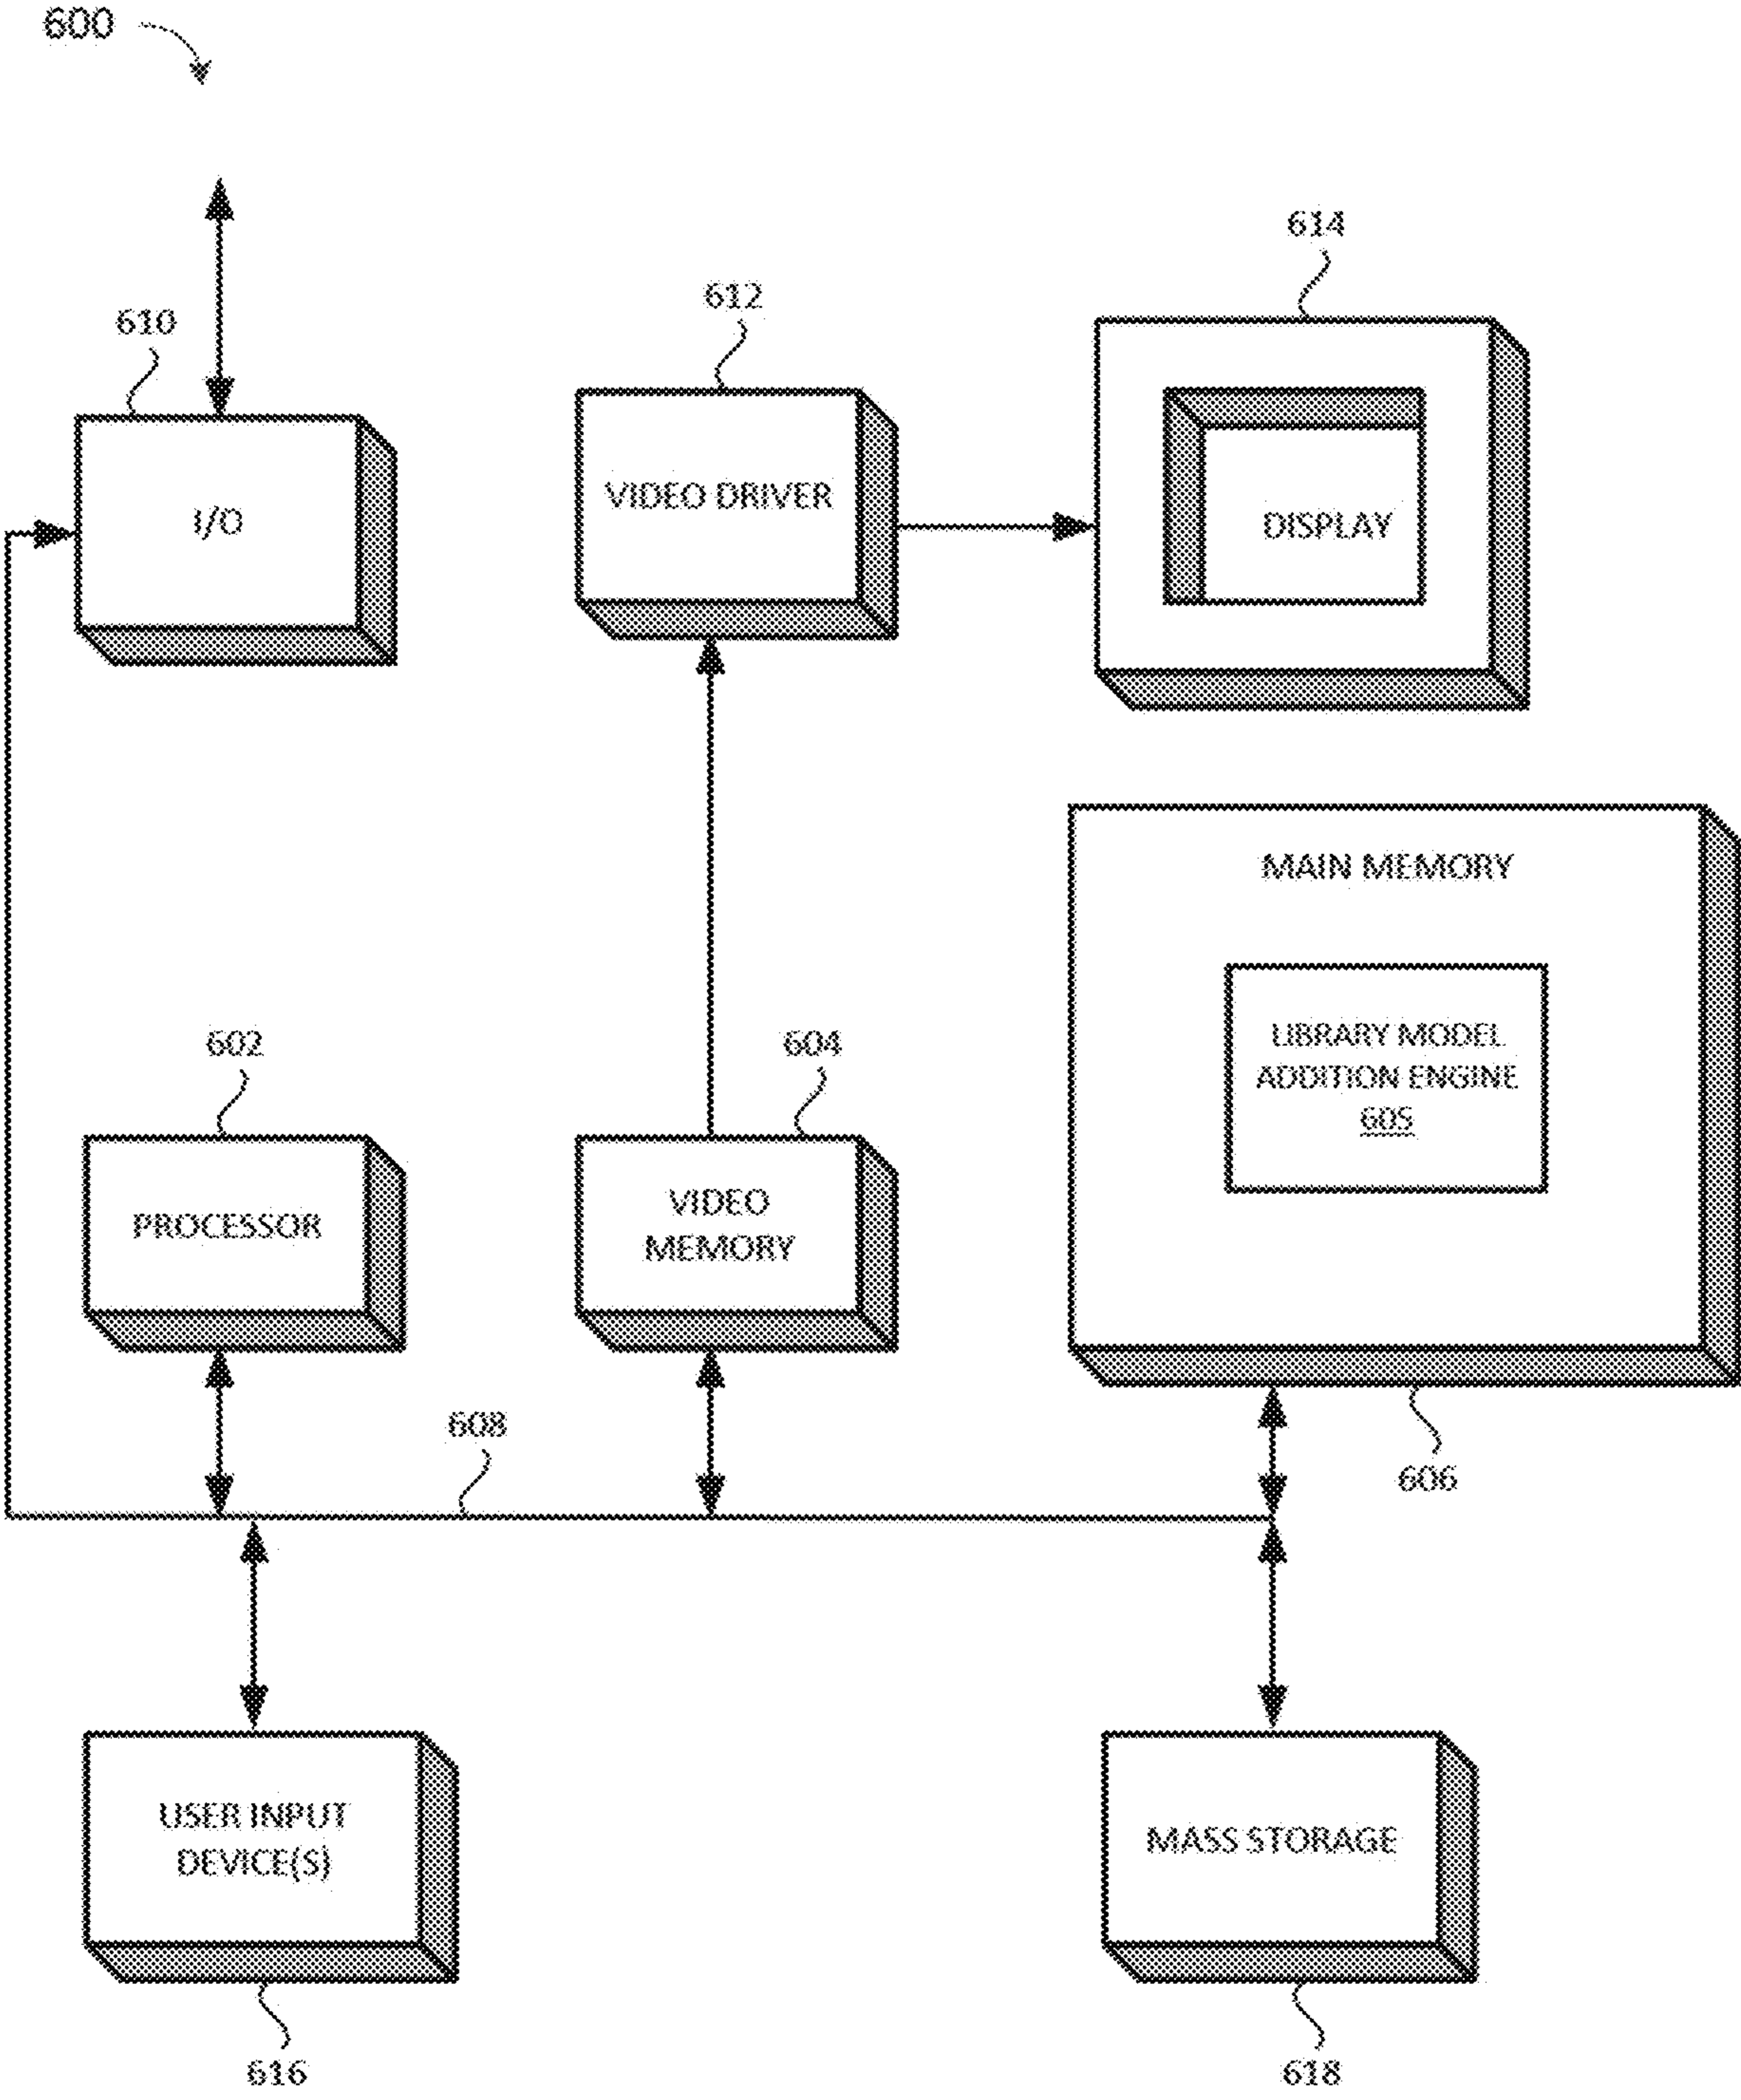 600
614
612
610
VIDEO DRIVER
I/O
DISPLAY
MAIN MEMORY
602
604
LIBRARY MODEL
ADDITION ENGINE
605
PROCESSOR
VIDEO
MEMORY
608
606
USER INPUT
DEVICE(S)
MASS STORAGE
616
618